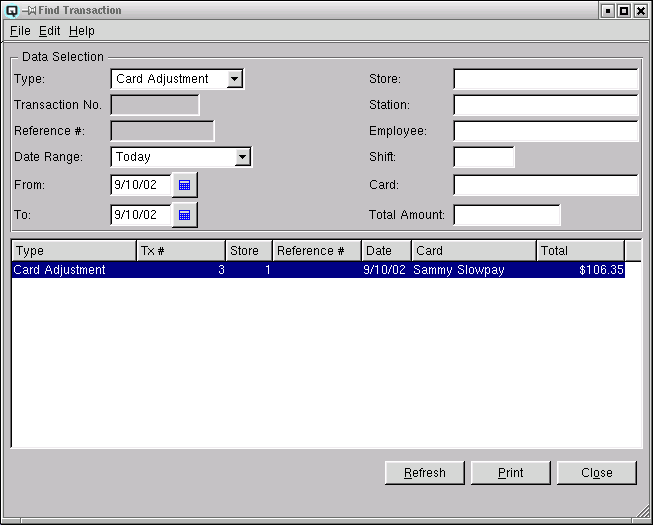 Find Transaction
File Edit Help
Data Selection
Type: Card Adjustment Store:
Transaction No. Station:
Reference #: Employee:
Date Range: Today Shift:
From: 9/10/02 Card:
To: 9/10/02 Total Amount:
Type Tx # Store Reference # Date Card Total
Card Adjustment 3 1 9/10/02 Sammy Slowpay $106.35
Refresh Print Close